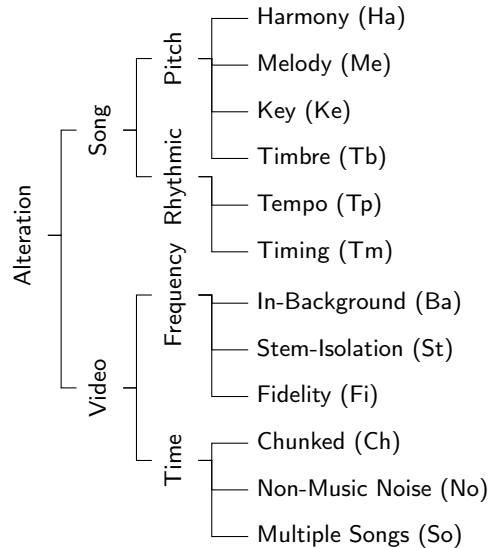 Alteration
Song
Pitch
Harmony (Ha)
Melody (Me)
Key (Ke)
Timbre (Tb)
Rhythmic
Tempo (Tp)
Timing (Tm)
Video
Frequency
In-Background (Ba)
Stem-Isolation (St)
Fidelity (Fi)
Time
Chunked (Ch)
Non-Music Noise (No)
Multiple Songs (So)